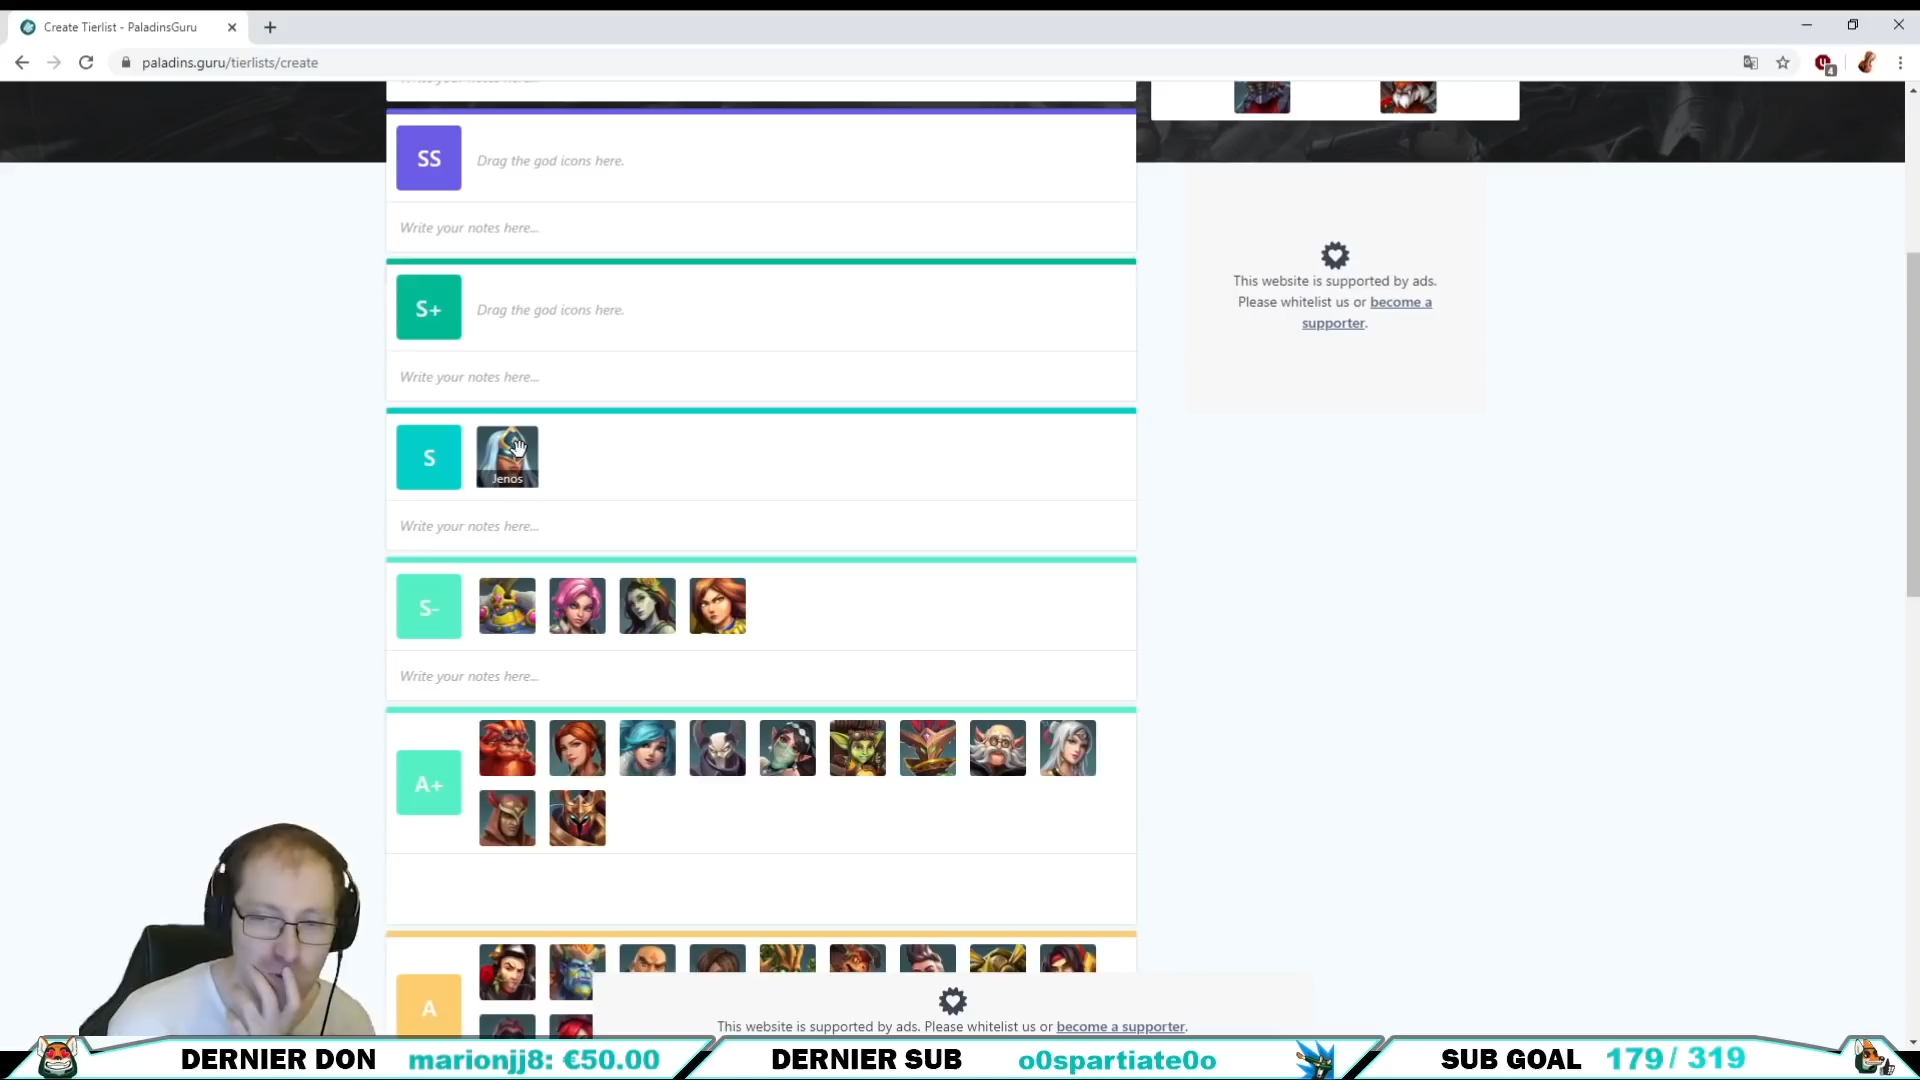 Create Tierlist - PaladinsGuru
paladins.guru/tierlists/create
4
SS
Drag the god icons here.
Write your notes here...
S+
Drag the god icons here.
Write your notes here...
S
Jenos
Write your notes here...
S-
Write your notes here...
A+
A
This website is supported by ads.
Please whitelist us or become a
supporter.
This website is supported by ads. Please whitelist us or become a supporter.
DERNIER DON marionjj8: €50.00
DERNIER SUB o0spartiate0o
SUB GOAL 179 / 319